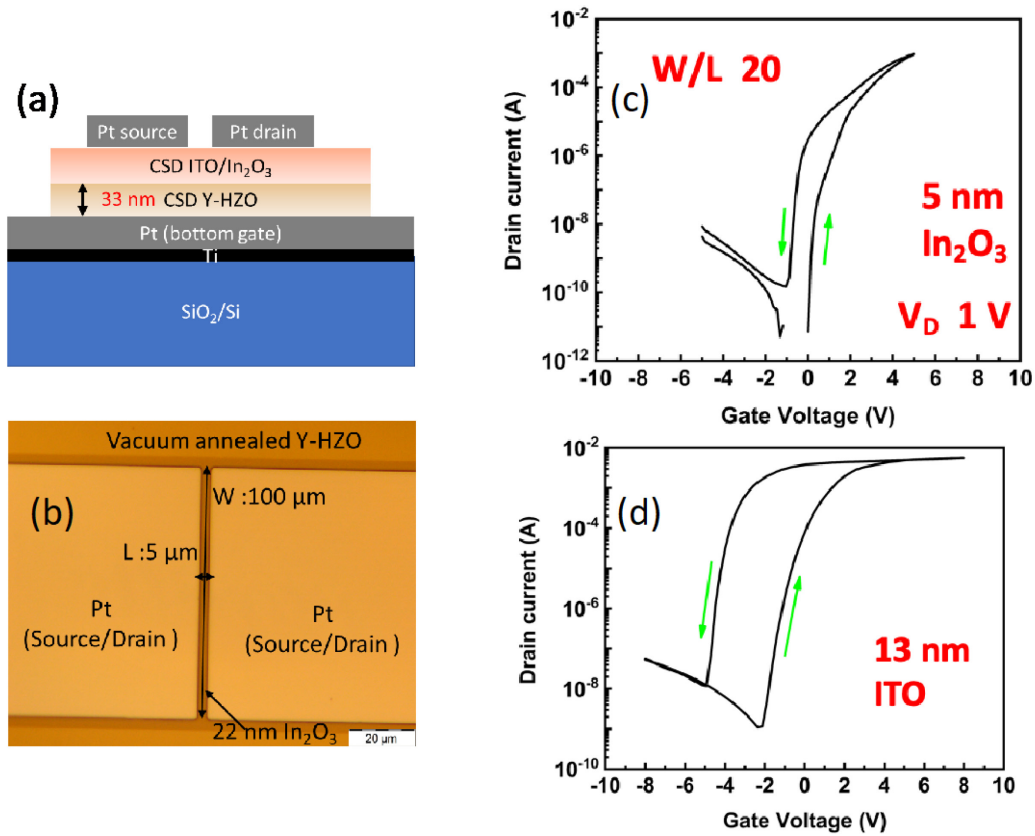 (a)
Pt source
Pt drain
CSD ITO/In₂O₃
33 nm CSD Y-HZO
Pt (bottom gate)
Ti
SiO₂/Si
(b)
Vacuum annealed Y-HZO
W :100 µm
L :5 µm
Pt
(Source/Drain )
Pt
(Source/Drain )
22 nm In₂O₃
20 µm
(c)
W/L 20
5 nm
In₂O₃
V_D 1 V
Drain current (A)
10⁻²
10⁻⁴
10⁻⁶
10⁻⁸
10⁻¹⁰
10⁻¹²
-10 -8 -6 -4 -2 0 2 4 6 8 10
Gate Voltage (V)
(d)
13 nm
ITO
Drain current (A)
10⁻²
10⁻⁴
10⁻⁶
10⁻⁸
10⁻¹⁰
-10 -8 -6 -4 -2 0 2 4 6 8 10
Gate Voltage (V)